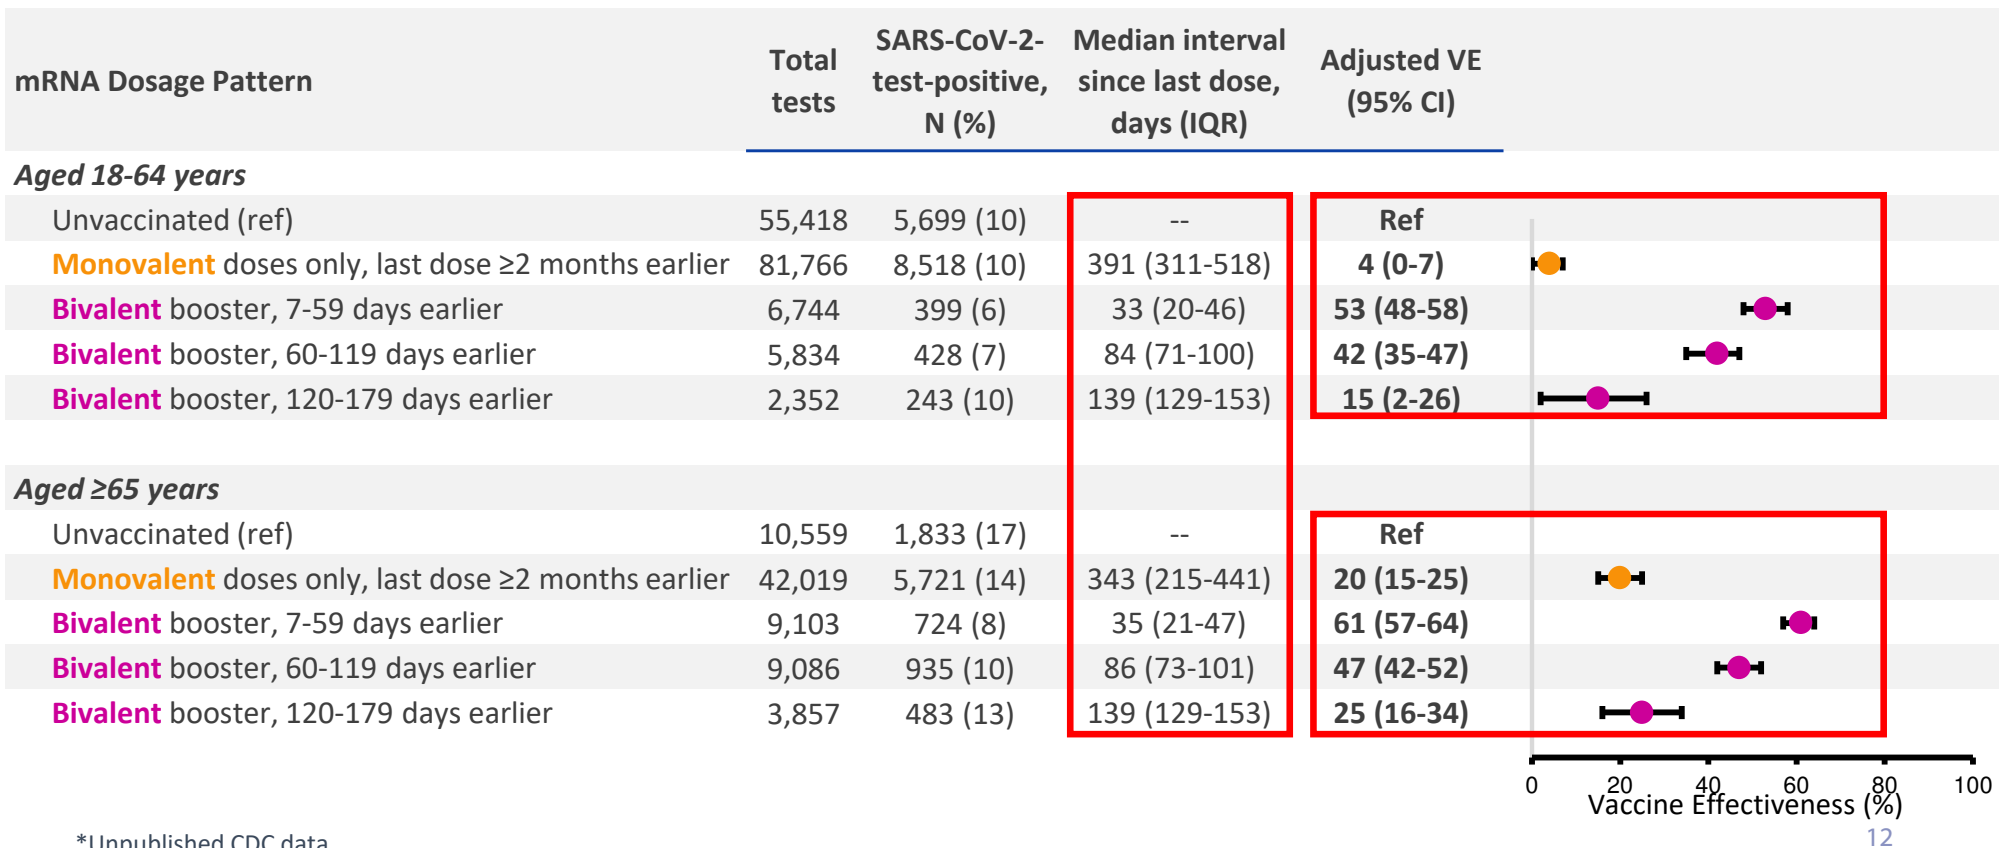 mRNA Dosage Pattern
Total tests
SARS-CoV-2-test-positive, N (%)
Median interval since last dose, days (IQR)
Adjusted VE (95% CI)
Aged 18-64 years
Unvaccinated (ref) 55,418 5,699 (10) -- Ref
Monovalent doses only, last dose ≥2 months earlier 81,766 8,518 (10) 391 (311-518) 4 (0-7)
Bivalent booster, 7-59 days earlier 6,744 399 (6) 33 (20-46) 53 (48-58)
Bivalent booster, 60-119 days earlier 5,834 428 (7) 84 (71-100) 42 (35-47)
Bivalent booster, 120-179 days earlier 2,352 243 (10) 139 (129-153) 15 (2-26)
Aged ≥65 years
Unvaccinated (ref) 10,559 1,833 (17) -- Ref
Monovalent doses only, last dose ≥2 months earlier 42,019 5,721 (14) 343 (215-441) 20 (15-25)
Bivalent booster, 7-59 days earlier 9,103 724 (8) 35 (21-47) 61 (57-64)
Bivalent booster, 60-119 days earlier 9,086 935 (10) 86 (73-101) 47 (42-52)
Bivalent booster, 120-179 days earlier 3,857 483 (13) 139 (129-153) 25 (16-34)
0 20 40 60 80 100
Vaccine Effectiveness (%)
*Unpublished CDC data
12